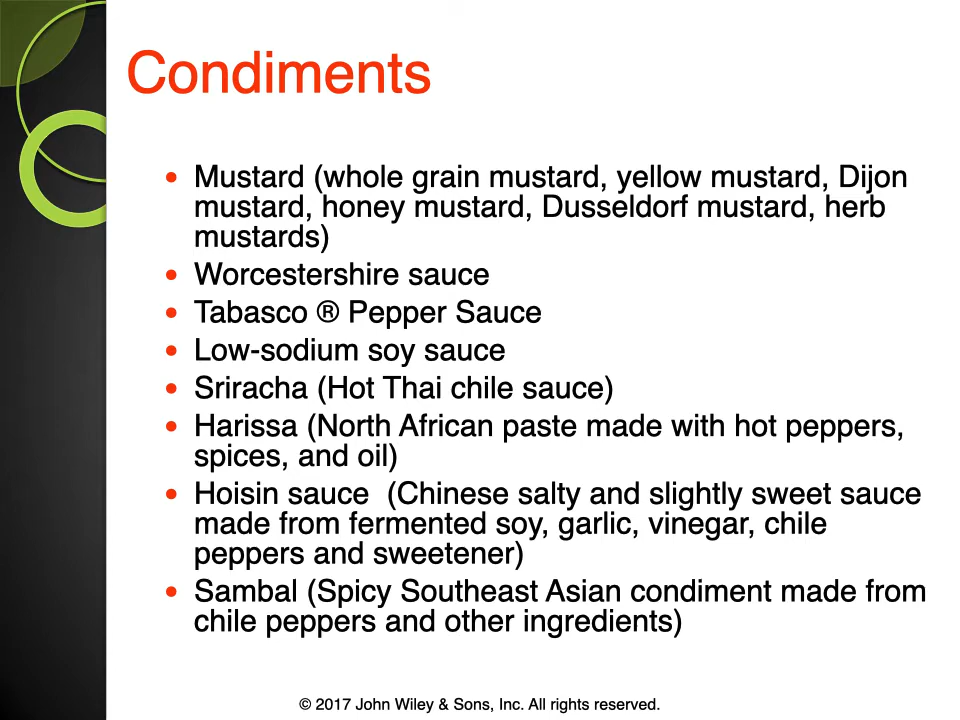 Condiments
• Mustard (whole grain mustard, yellow mustard, Dijon
mustard, honey mustard, Dusseldorf mustard, herb
mustards)
• Worcestershire sauce
• Tabasco ® Pepper Sauce
• Low-sodium soy sauce
• Sriracha (Hot Thai chile sauce)
• Harissa (North African paste made with hot peppers,
spices, and oil)
• Hoisin sauce  (Chinese salty and slightly sweet sauce
made from fermented soy, garlic, vinegar, chile
peppers and sweetener)
• Sambal (Spicy Southeast Asian condiment made from
chile peppers and other ingredients)
© 2017 John Wiley & Sons, Inc. All rights reserved.